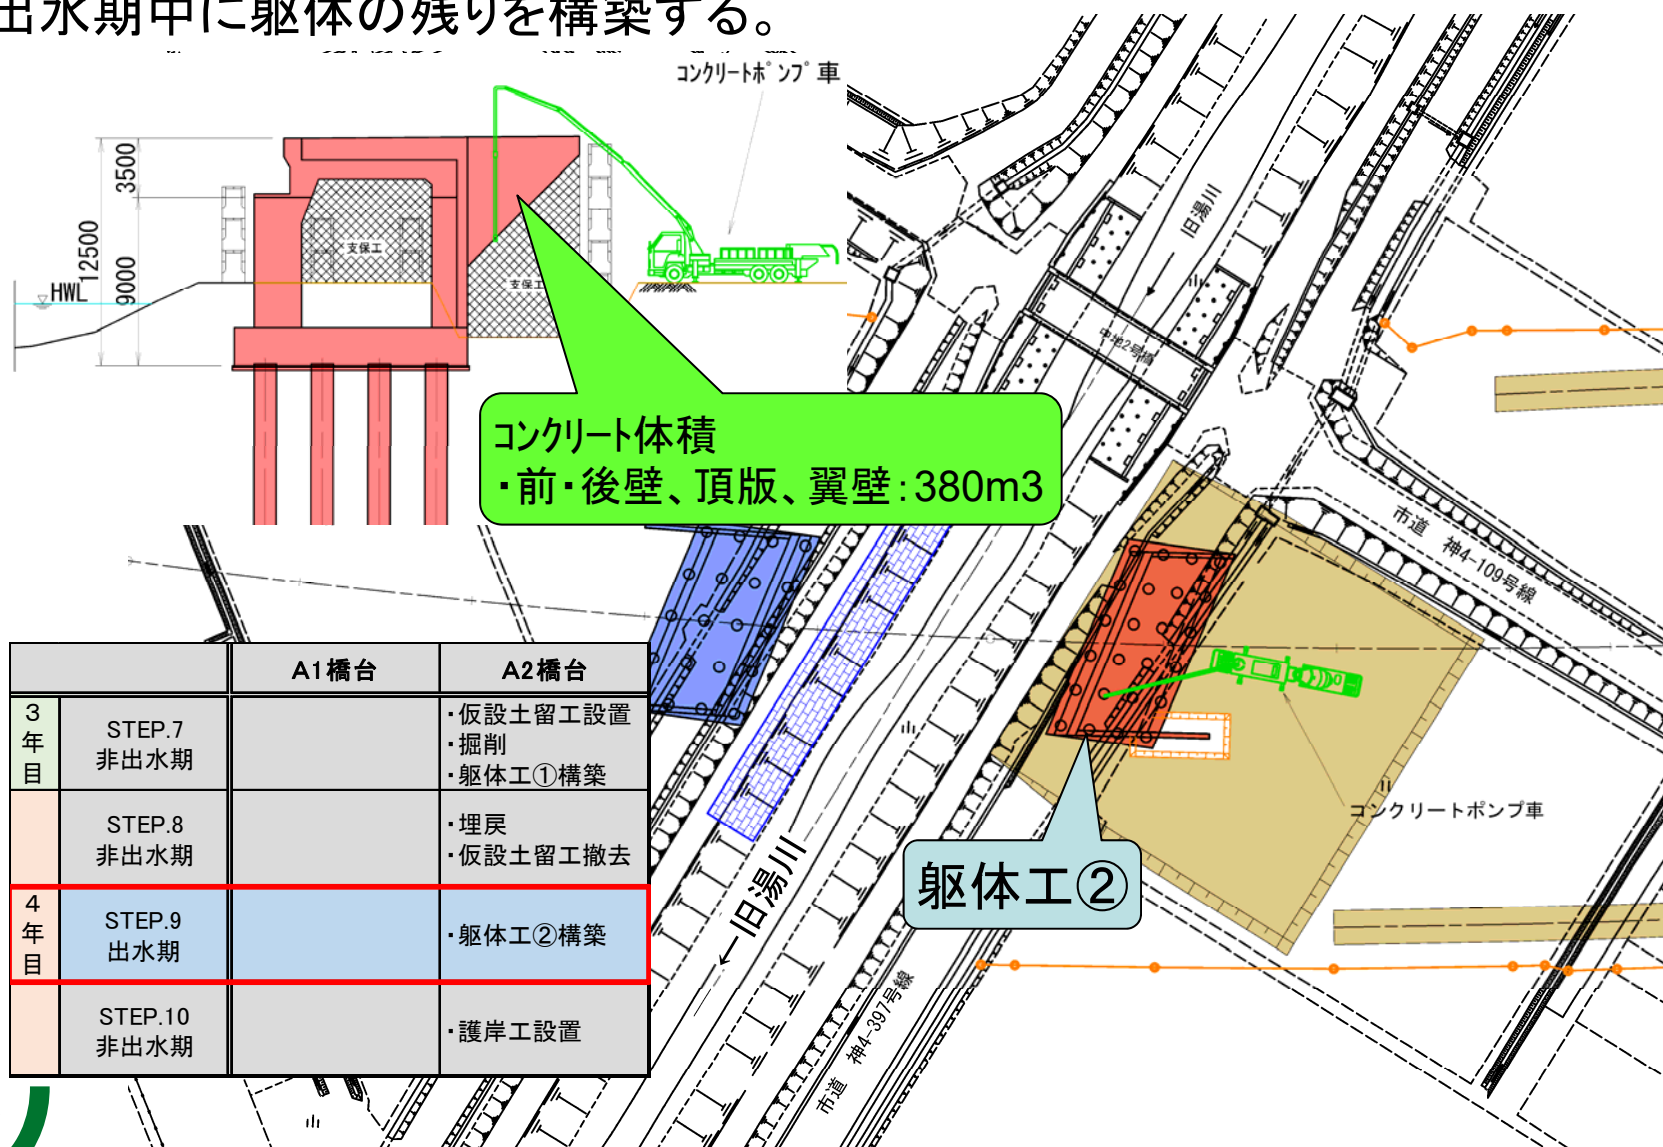 出水期中に躯体の残りを構築する。
コンクリートポンプ車
3500
12500
9000
HWL
支保工
支保工
コンクリート体積
・前・後壁、頂版、翼壁：380m3
旧湯川
中地2号橋
市道 神4-109号線
コンクリートポンプ車
躯体工②
←旧湯川
市道 神4-397号線
A1橋台 A2橋台
3年目 STEP.7 非出水期
・仮設土留工設置
・掘削
・躯体工①構築
STEP.8 非出水期
・埋戻
・仮設土留工撤去
4年目 STEP.9 出水期
・躯体工②構築
STEP.10 非出水期
・護岸工設置